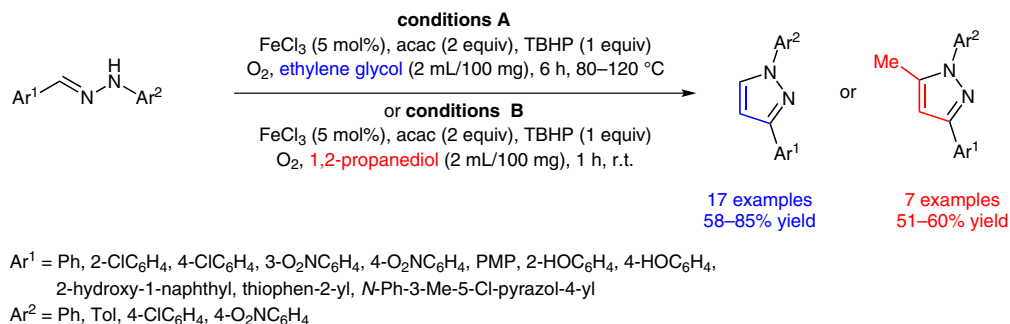 conditions A
FeCl3 (5 mol%), acac (2 equiv), TBHP (1 equiv)
O2, ethylene glycol (2 mL/100 mg), 6 h, 80–120 °C
or conditions B
FeCl3 (5 mol%), acac (2 equiv), TBHP (1 equiv)
O2, 1,2-propanediol (2 mL/100 mg), 1 h, r.t.
H
Ar1 N N Ar2
Ar2
N
N
Ar1
or
Ar2
Me N
N
Ar1
17 examples
58–85% yield
7 examples
51–60% yield
Ar1 = Ph, 2-ClC6H4, 4-ClC6H4, 3-O2NC6H4, 4-O2NC6H4, PMP, 2-HOC6H4, 4-HOC6H4,
2-hydroxy-1-naphthyl, thiophen-2-yl, N-Ph-3-Me-5-Cl-pyrazol-4-yl
Ar2 = Ph, Tol, 4-ClC6H4, 4-O2NC6H4